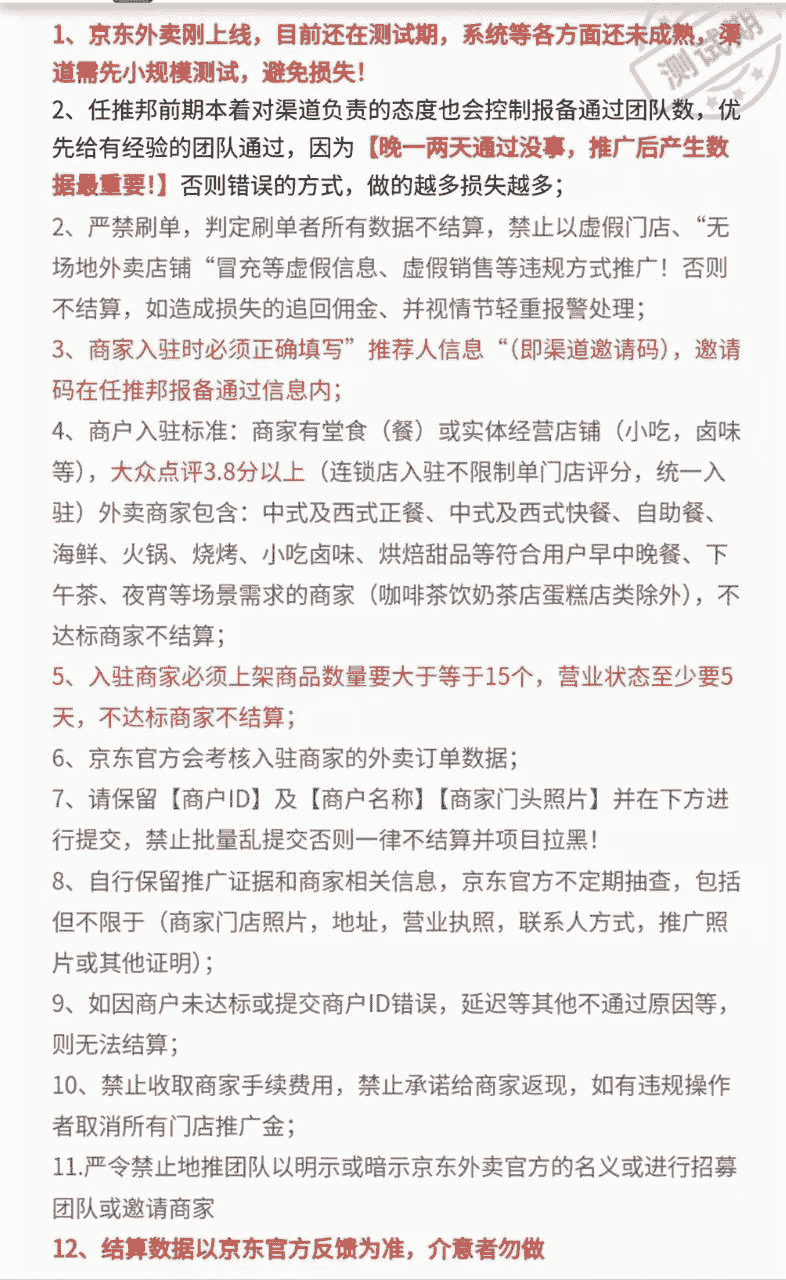 1、京东外卖刚上线，目前还在测试期，系统等各方面还未成熟，渠
道需先小规模测试，避免损失！
测试期
2、任推邦前期本着对渠道负责的态度也会控制报备通过团队数，优
先给有经验的团队通过，因为【晚一两天通过没事，推广后产生数
据最重要!】否则错误的方式，做的越多损失越多；
2、严禁刷单，判定刷单者所有数据不结算，禁止以虚假门店、“无
场地外卖店铺“冒充等虚假信息、虚假销售等违规方式推广！否则
不结算，如造成损失的追回佣金、并视情节轻重报警处理；
3、商家入驻时必须正确填写”推荐人信息“（即渠道邀请码），邀请
码在任推邦报备通过信息内；
4、商户入驻标准：商家有堂食（餐）或实体经营店铺（小吃，卤味
等），大众点评3.8分以上（连锁店入驻不限制单门店评分，统一入
驻）外卖商家包含：中式及西式正餐、中式及西式快餐、自助餐、
海鲜、火锅、烧烤、小吃卤味、烘焙甜品等符合用户早中晚餐、下
午茶、夜宵等场景需求的商家（咖啡茶饮奶茶店蛋糕店类除外），不
达标商家不结算；
5、入驻商家必须上架商品数量要大于等于15个，营业状态至少要5
天，不达标商家不结算；
6、京东官方会考核入驻商家的外卖订单数据；
7、请保留【商户ID】及【商户名称】【商家门头照片】并在下方进
行提交，禁止批量乱提交否则一律不结算并项目拉黑！
8、自行保留推广证据和商家相关信息，京东官方不定期抽查，包括
但不限于（商家门店照片，地址，营业执照，联系人方式，推广照
片或其他证明）；
9、如因商户未达标或提交商户ID错误，延迟等其他不通过原因等，
则无法结算；
10、禁止收取商家手续费用，禁止承诺给商家返现，如有违规操作
者取消所有门店推广金；
11.严令禁止地推团队以明示或暗示京东外卖官方的名义或进行招募
团队或邀请商家
12、结算数据以京东官方反馈为准，介意者勿做